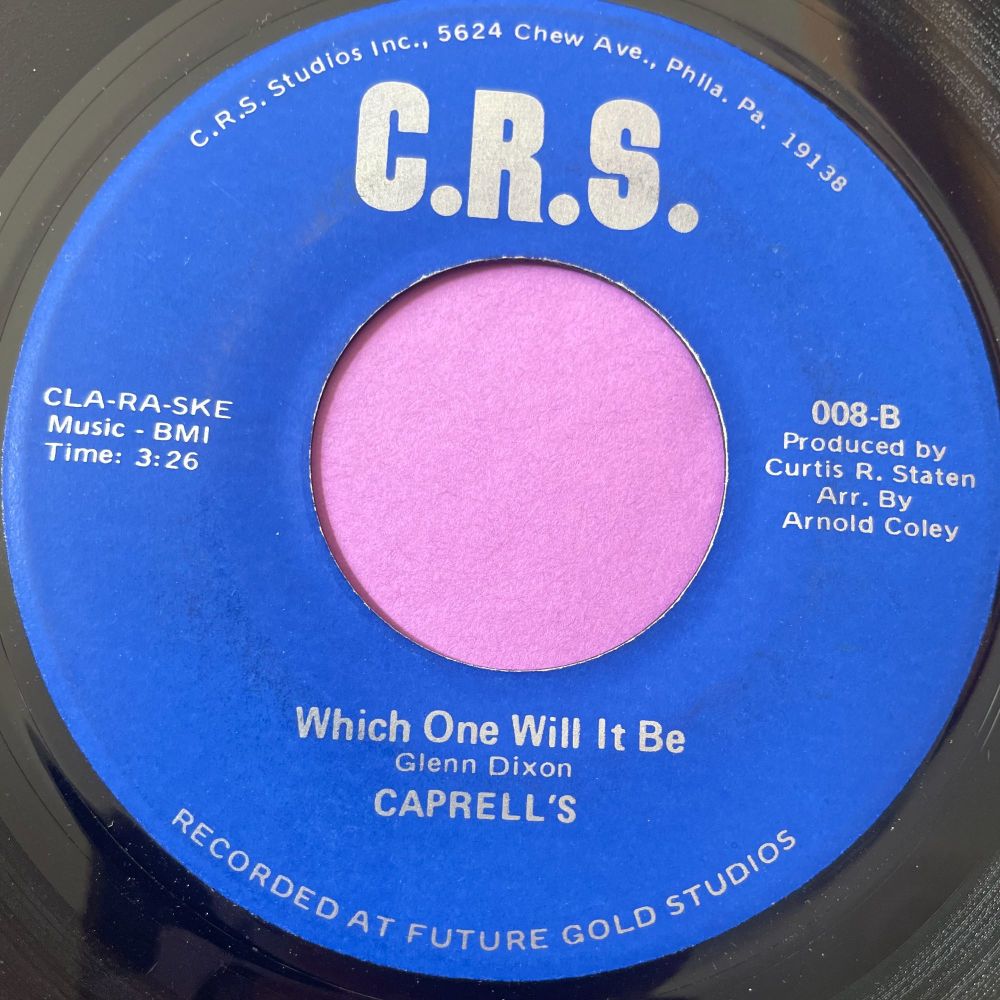 C.R.S. Studios Inc., 5624 Chew Ave., Phila. Pa. 19138
C.R.S.
CLA-RA-SKE
Music - BMI
Time: 3:26
008-B
Produced by
Curtis R. Staten
Arr. By
Arnold Coley
Which One Will It Be
Glenn Dixon
CAPRELL'S
RECORDED AT FUTURE GOLD STUDIOS